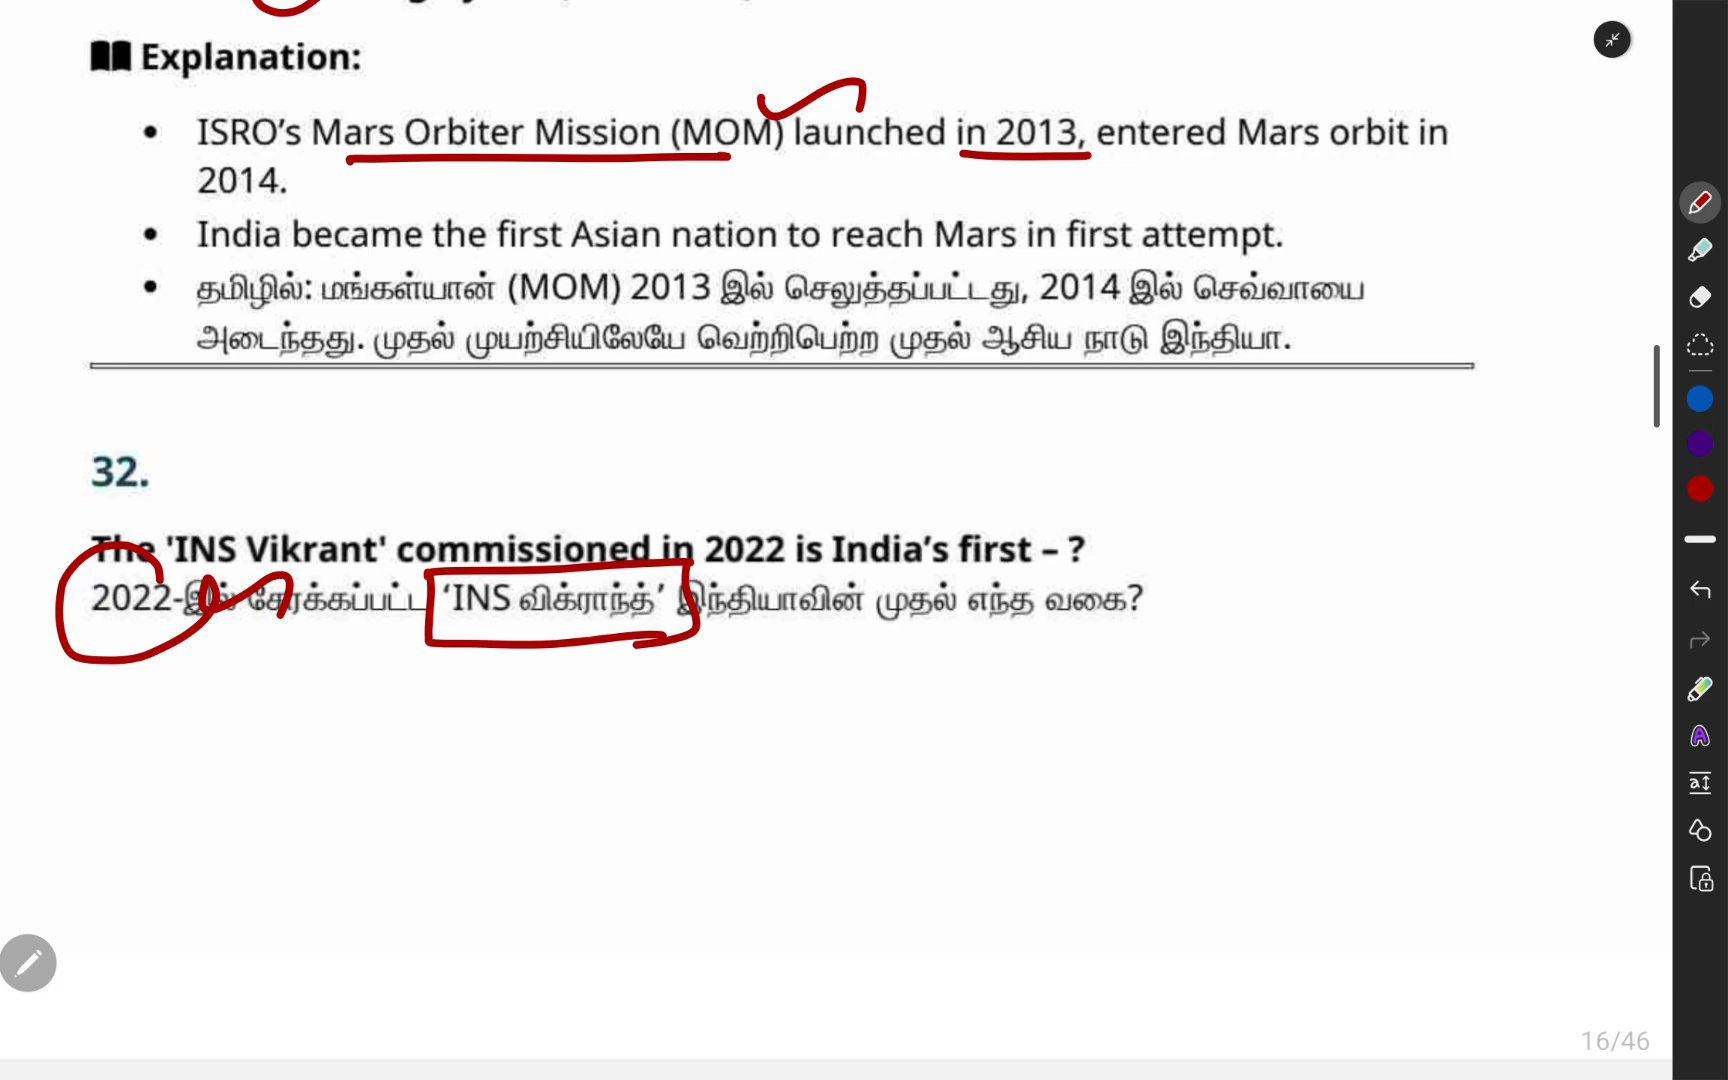 Explanation:
• ISRO’s Mars Orbiter Mission (MOM) launched in 2013, entered Mars orbit in
2014.
• India became the first Asian nation to reach Mars in first attempt.
• தமிழில்: மங்கள்யான் (MOM) 2013 இல் செலுத்தப்பட்டது, 2014 இல் செவ்வாயை
அடைந்தது. முதல் முயற்சியிலேயே வெற்றிபெற்ற முதல் ஆசிய நாடு இந்தியா.
32.
The 'INS Vikrant' commissioned in 2022 is India’s first – ?
2022-இல் சேர்க்கப்பட்ட ‘INS விக்ராந்த்’ இந்தியாவின் முதல் எந்த வகை?
16/46